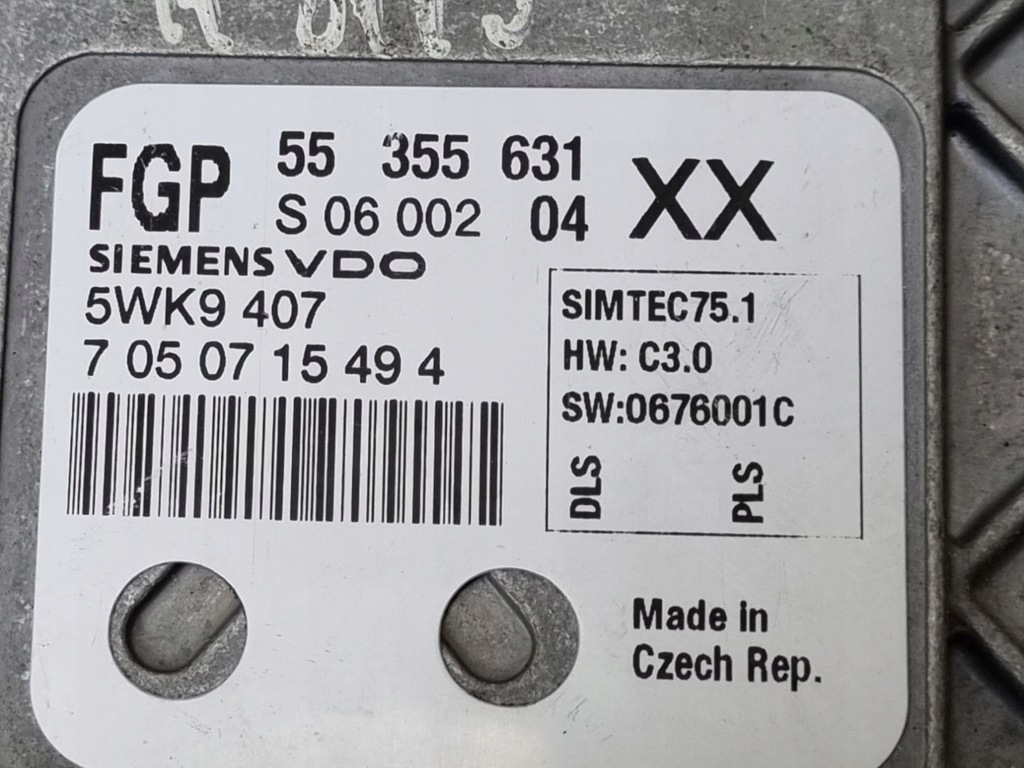 FGP 55 355 631 XX
S 06 002 04
SIEMENS VDO
5WK9 407
7 05 07 15 49 4
SIMTEC75.1
HW: C3.0
SW:0676001C
DLS PLS
Made in
Czech Rep.